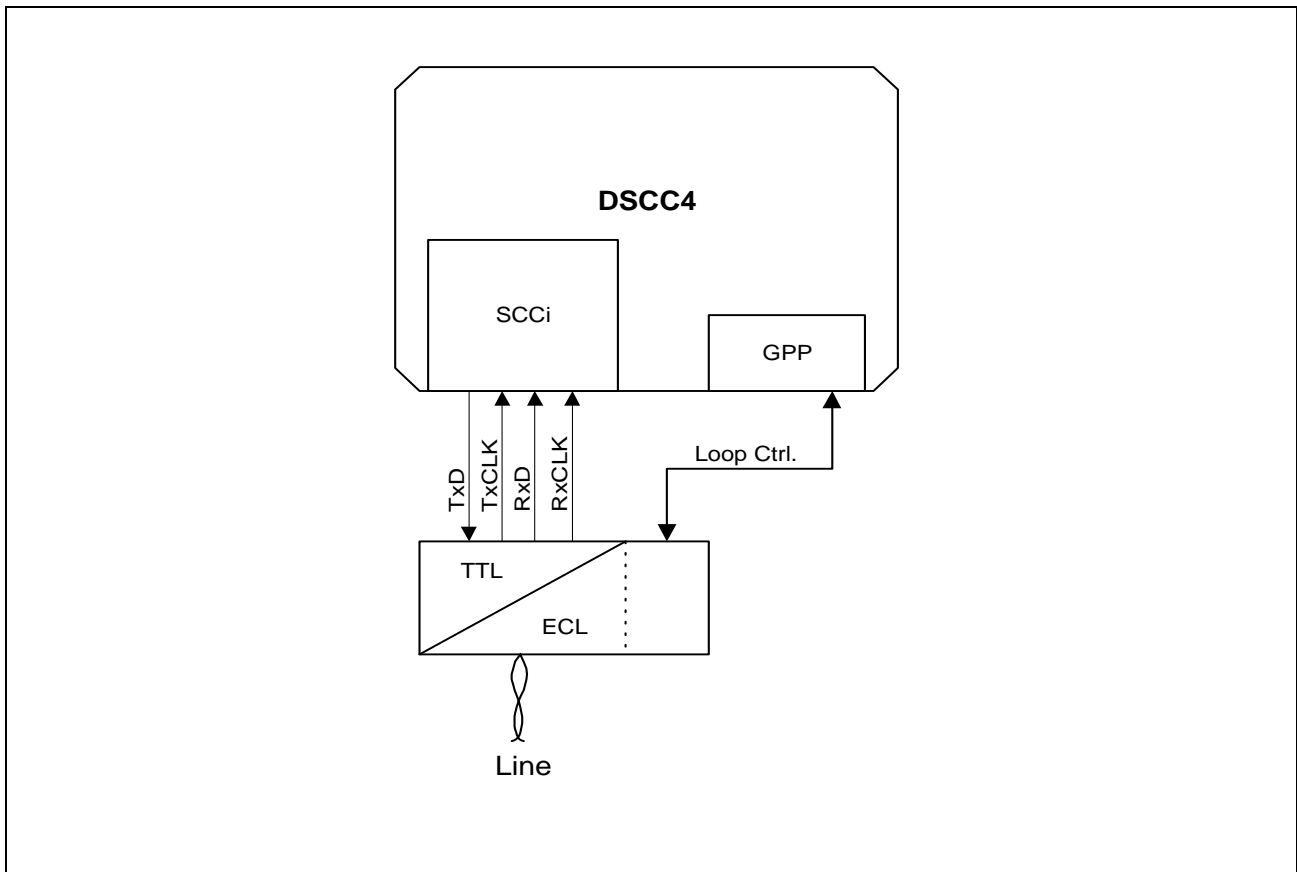 DSCC4
SCCi
GPP
TxD
TxCLK
RxD
RxCLK
Loop Ctrl.
TTL
ECL
Line